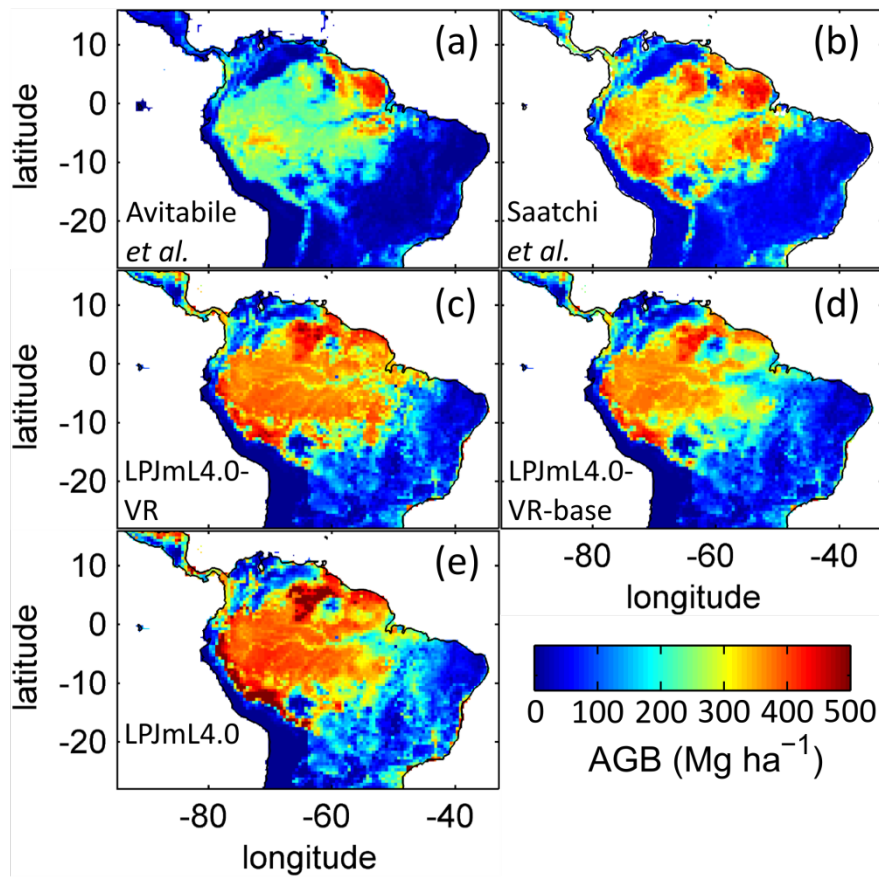 (a)
10
0
-10
-20
latitude
Avitabile
et al.
(b)
Saatchi
et al.
(c)
10
0
-10
-20
latitude
LPJmL4.0-
VR
(d)
LPJmL4.0-
VR-base
-80 -60 -40
longitude
(e)
10
0
-10
-20
latitude
LPJmL4.0
-80 -60 -40
longitude
0 100 200 300 400 500
AGB (Mg ha⁻¹)